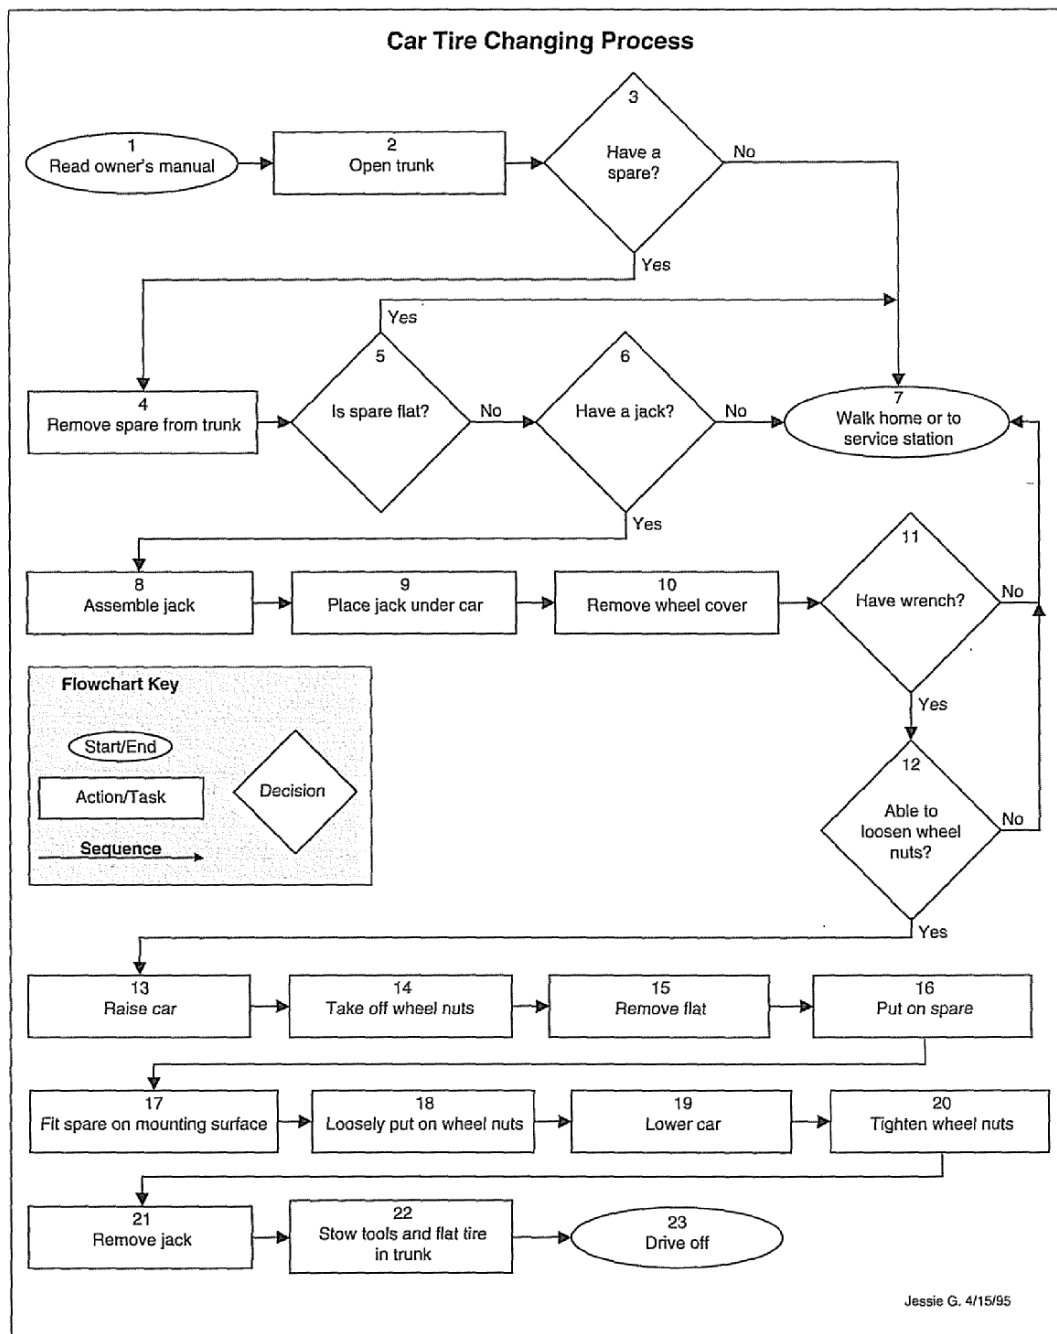 Car Tire Changing Process
1
Read owner's manual
2
Open trunk
3
Have a
spare?
No
Yes
4
Remove spare from trunk
Yes
5
Is spare flat?
No
6
Have a jack?
No
7
Walk home or to
service station
Yes
8
Assemble jack
9
Place jack under car
10
Remove wheel cover
11
Have wrench?
No
Yes
Flowchart Key
Start/End
Action/Task
Decision
Sequence
12
Able to
loosen wheel
nuts?
No
Yes
13
Raise car
14
Take off wheel nuts
15
Remove flat
16
Put on spare
17
Fit spare on mounting surface
18
Loosely put on wheel nuts
19
Lower car
20
Tighten wheel nuts
21
Remove jack
22
Stow tools and flat tire
in trunk
23
Drive off
Jessie G. 4/15/95